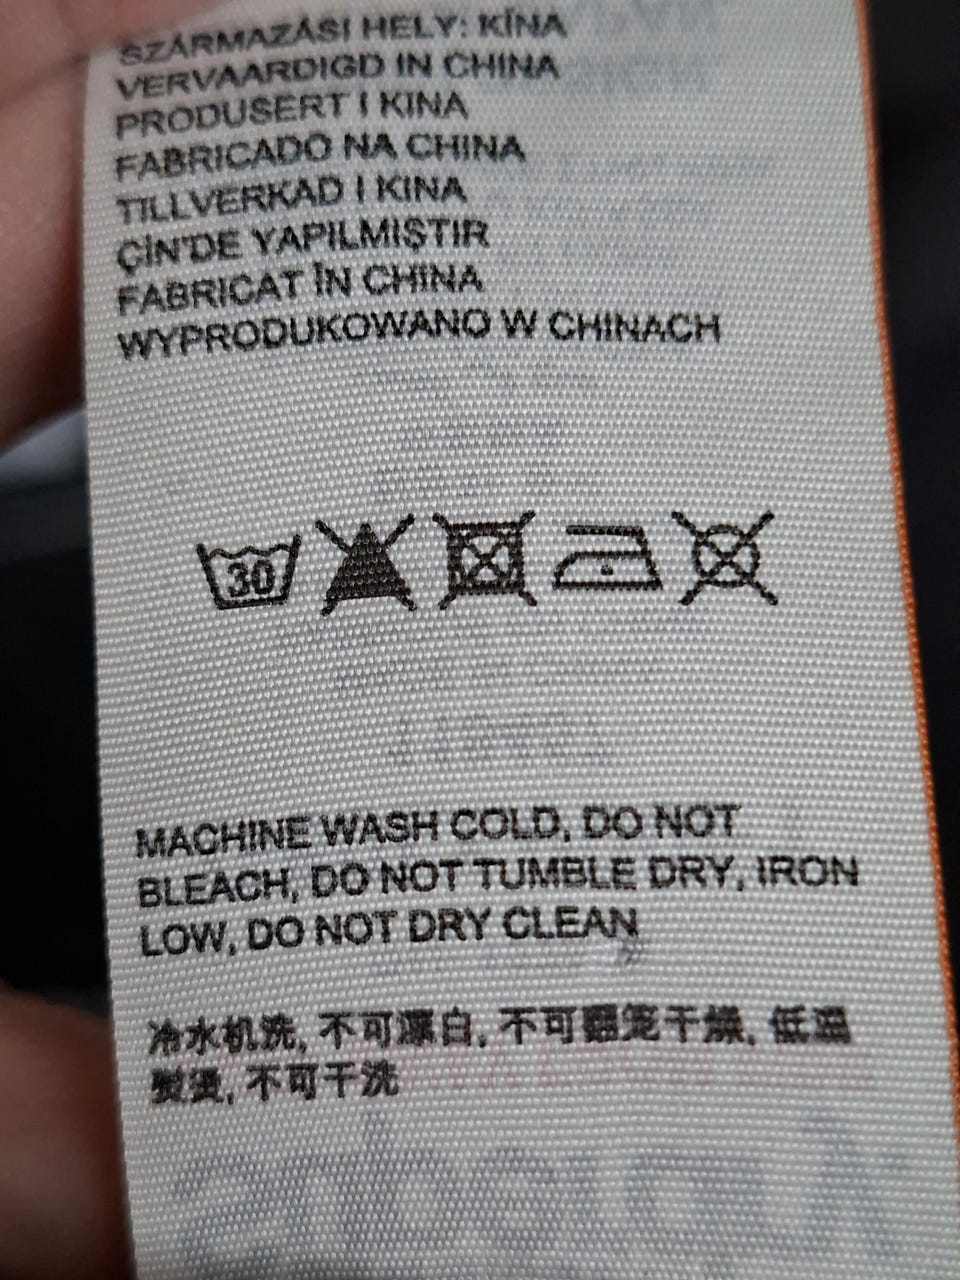 SZÁRMAZÁSI HELY: KÍNA
VERVAARDIGD IN CHINA
PRODUSERT I KINA
FABRICADO NA CHINA
TILLVERKAD I KINA
ÇİN'DE YAPILMIŞTIR
FABRICAT ÎN CHINA
WYPRODUKOWANO W CHINACH
30
MACHINE WASH COLD, DO NOT
BLEACH, DO NOT TUMBLE DRY, IRON
LOW, DO NOT DRY CLEAN
冷水机洗, 不可漂白, 不可翻笼干燥, 低温
熨烫, 不可干洗